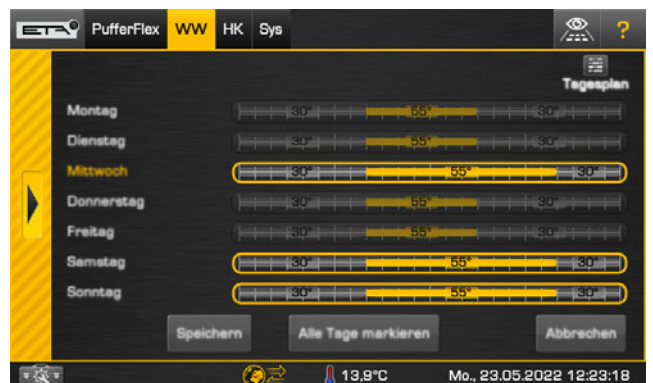 ETA PufferFlex WW HK Sys ?
Tagesplan
Montag 30° 55° 30°
Dienstag 30° 55° 30°
Mittwoch 30° 55° 30°
Donnerstag 30° 55° 30°
Freitag 30° 55° 30°
Samstag 30° 55° 30°
Sonntag 30° 55° 30°
Speichern Alle Tage markieren Abbrechen
13,9°C Mo., 23.05.2022 12:23:18